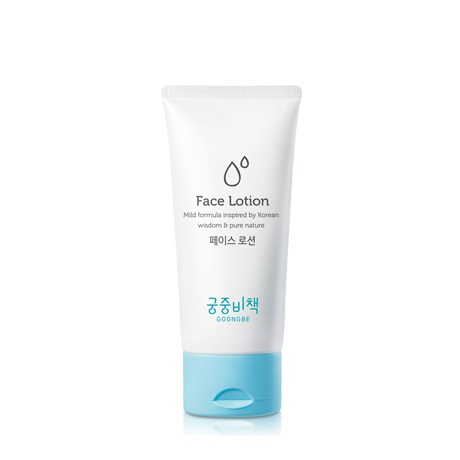 Face Lotion
Mild formula inspired by Korean
wisdom & pure nature
페이스 로션
궁중비책
GOONGBE